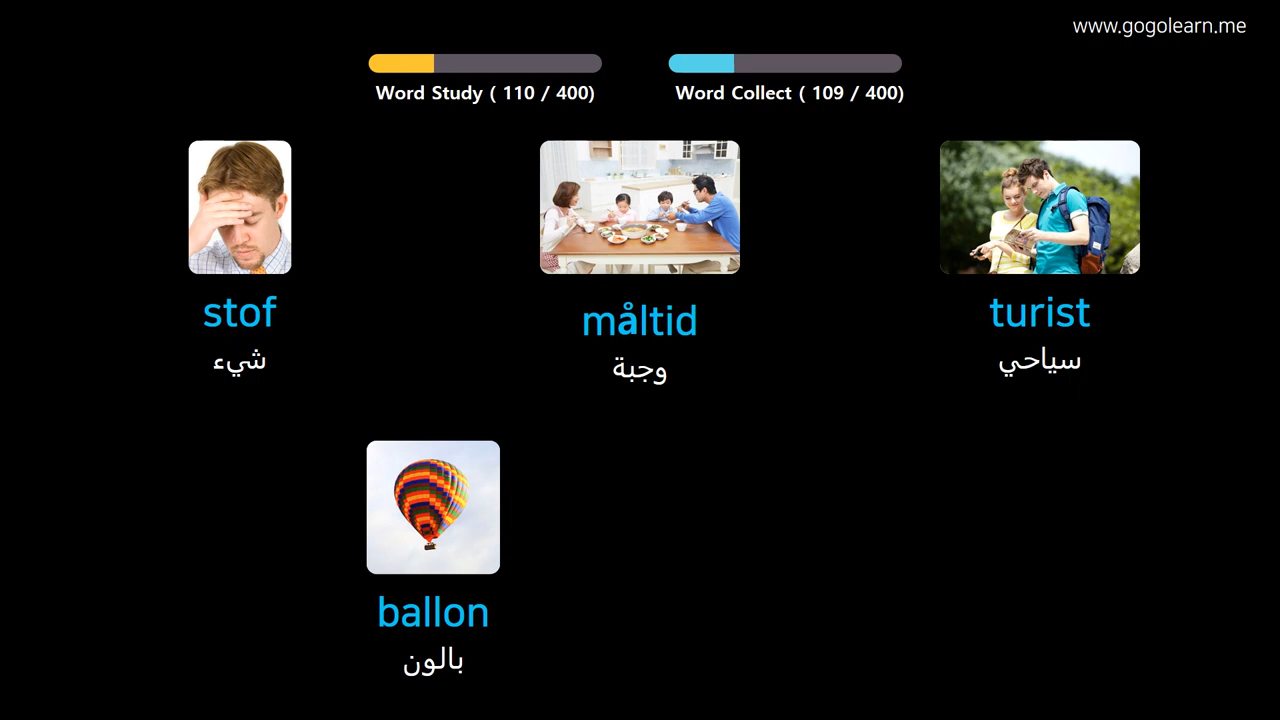 www.gogolearn.me
Word Study ( 110 / 400)
Word Collect ( 109 / 400)
stof
شيء
måltid
وجبة
turist
سياحي
ballon
بالون